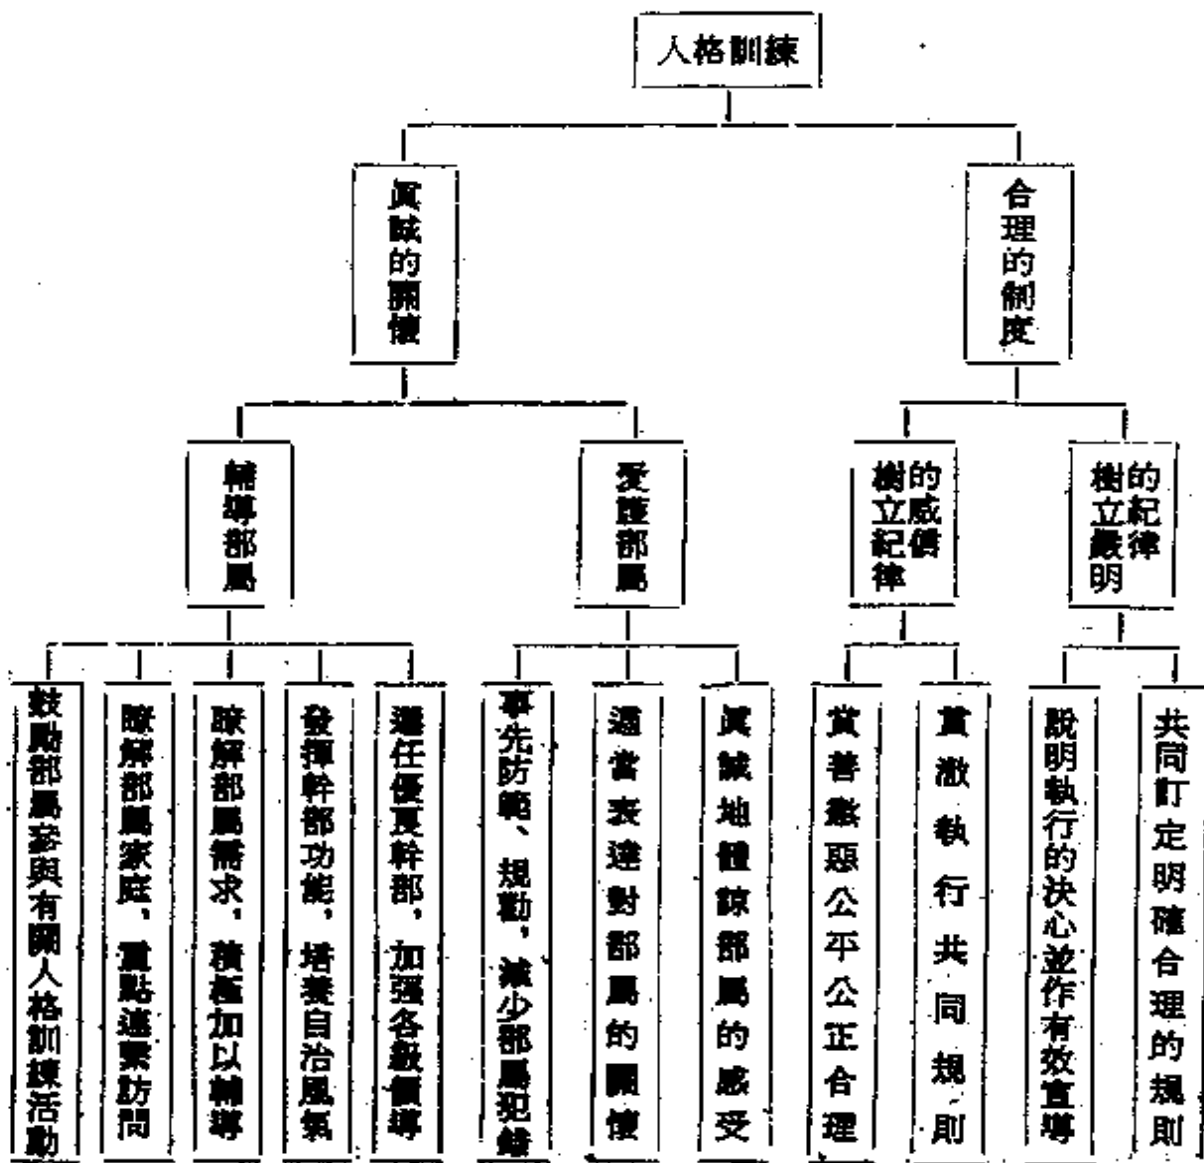 人格訓練
合理的制度
眞誠的關懷
樹立嚴明
的紀律
樹立紀律
的威信
愛護部屬
輔導部屬
共同訂定明確合理的規則
說明執行的決心並作有效宣導
貫澈執行共同規則
賞善懲惡公平公正合理
眞誠地體諒部屬的感受
適當表達對部屬的關懷
事先防範、規勸，減少部屬犯錯
選任優良幹部，加强各級領導
發揮幹部功能，培養自治風氣
瞭解部屬需求，積極加以輔導
瞭解部屬家庭，重點連繫訪問
鼓勵部屬參與有關人格訓練活動